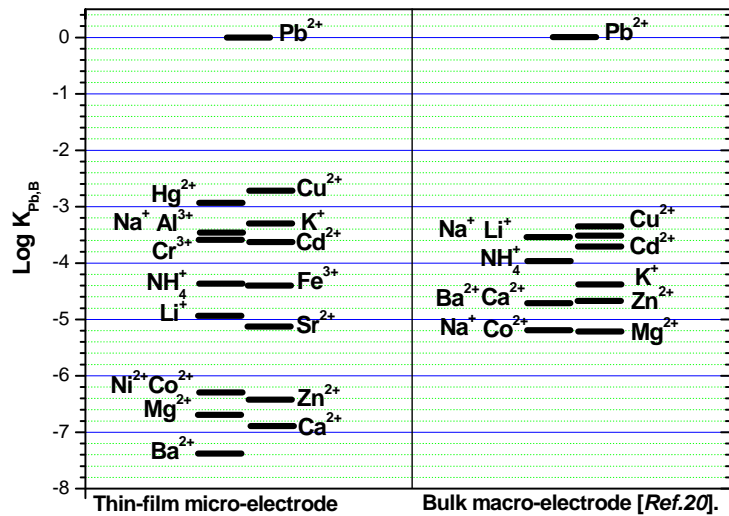 Log K Pb,B
0
-1
-2
-3
-4
-5
-6
-7
-8
Pb2+
Hg2+
Cu2+
Na+ Al3+
K+
Cr3+
Cd2+
NH4+
Fe3+
Li+
Sr2+
Ni2+Co2+
Zn2+
Mg2+
Ca2+
Ba2+
Thin-film micro-electrode
Pb2+
Cu2+
Na+ Li+
Cd2+
NH4+
K+
Ba2+Ca2+
Zn2+
Na+ Co2+
Mg2+
Bulk macro-electrode [Ref.20].